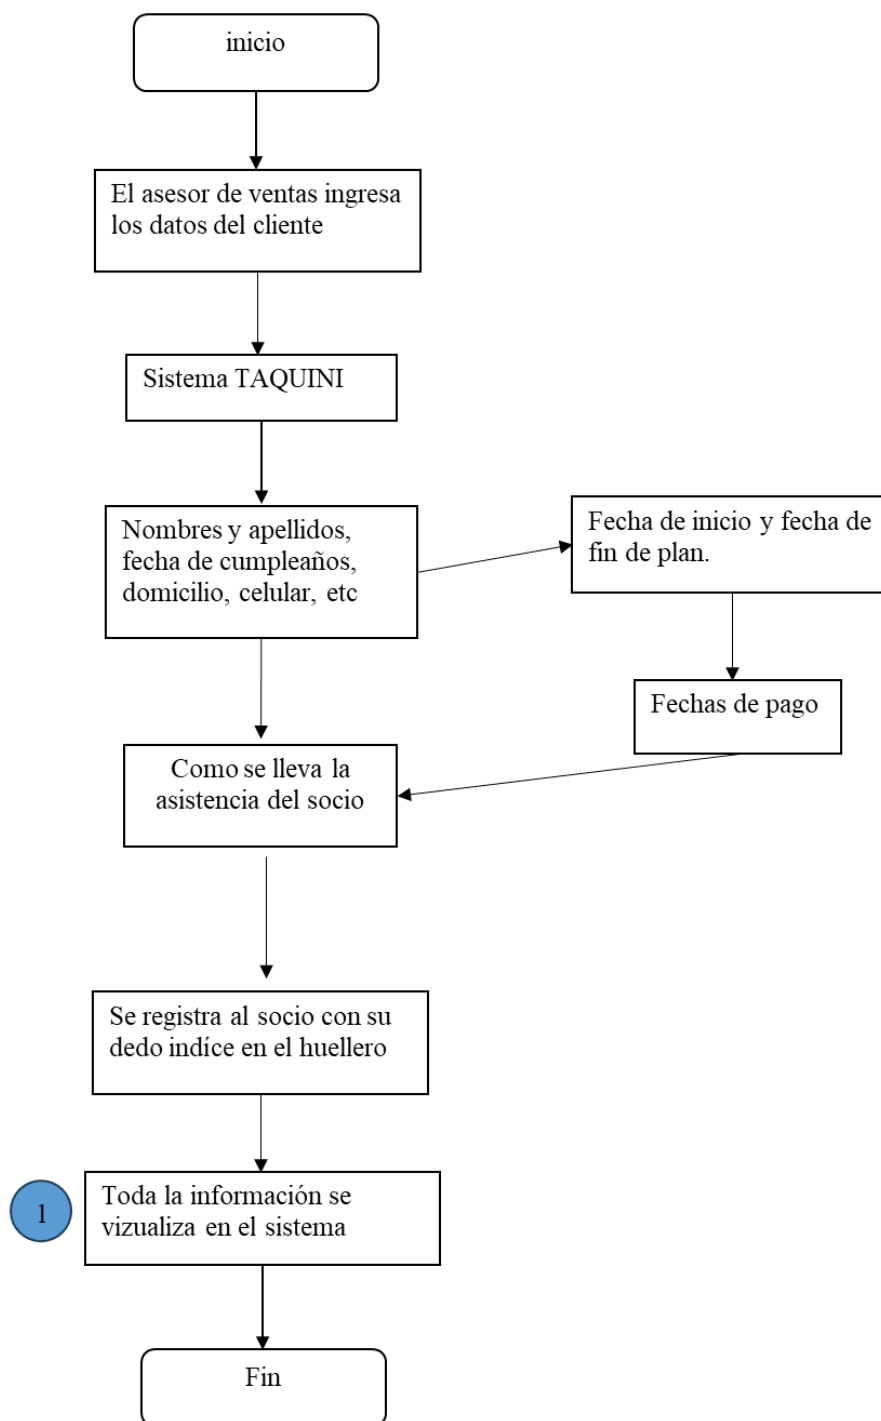 inicio
El asesor de ventas ingresa
los datos del cliente
Sistema TAQUINI
Nombres y apellidos,
fecha de cumpleaños,
domicilio, celular, etc
Fecha de inicio y fecha de
fin de plan.
Fechas de pago
Como se lleva la
asistencia del socio
Se registra al socio con su
dedo indíce en el huellero
1
Toda la información se
vizualiza en el sistema
Fin